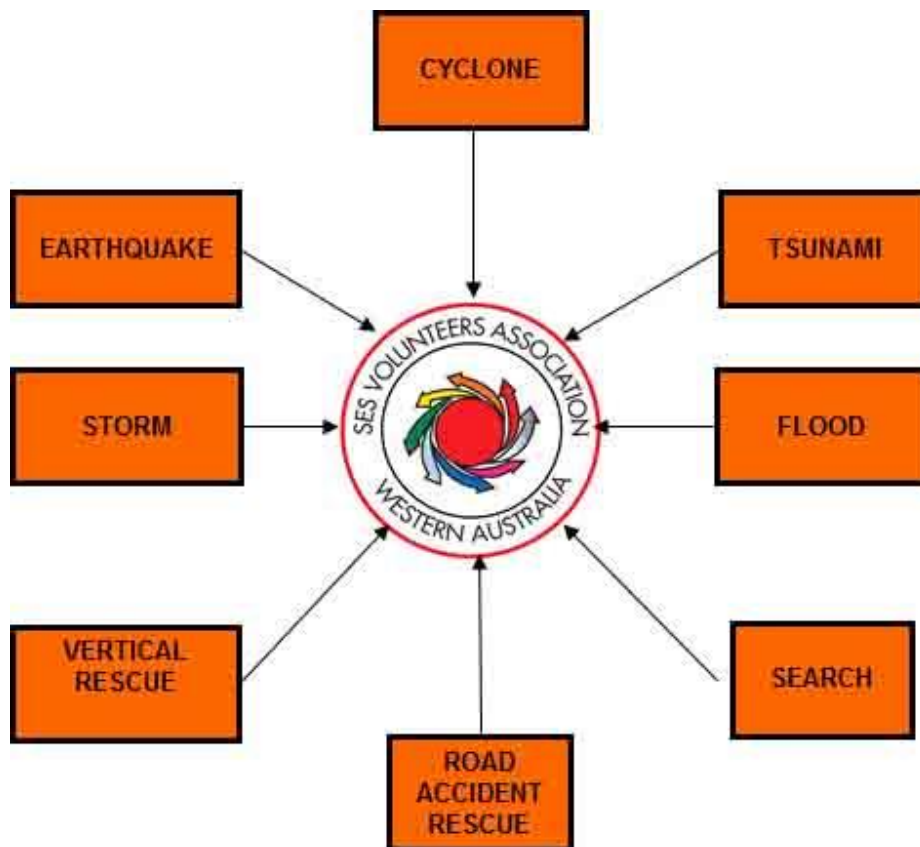 CYCLONE
EARTHQUAKE
TSUNAMI
SES VOLUNTEERS ASSOCIATION
WESTERN AUSTRALIA
STORM
FLOOD
VERTICAL
RESCUE
SEARCH
ROAD
ACCIDENT
RESCUE